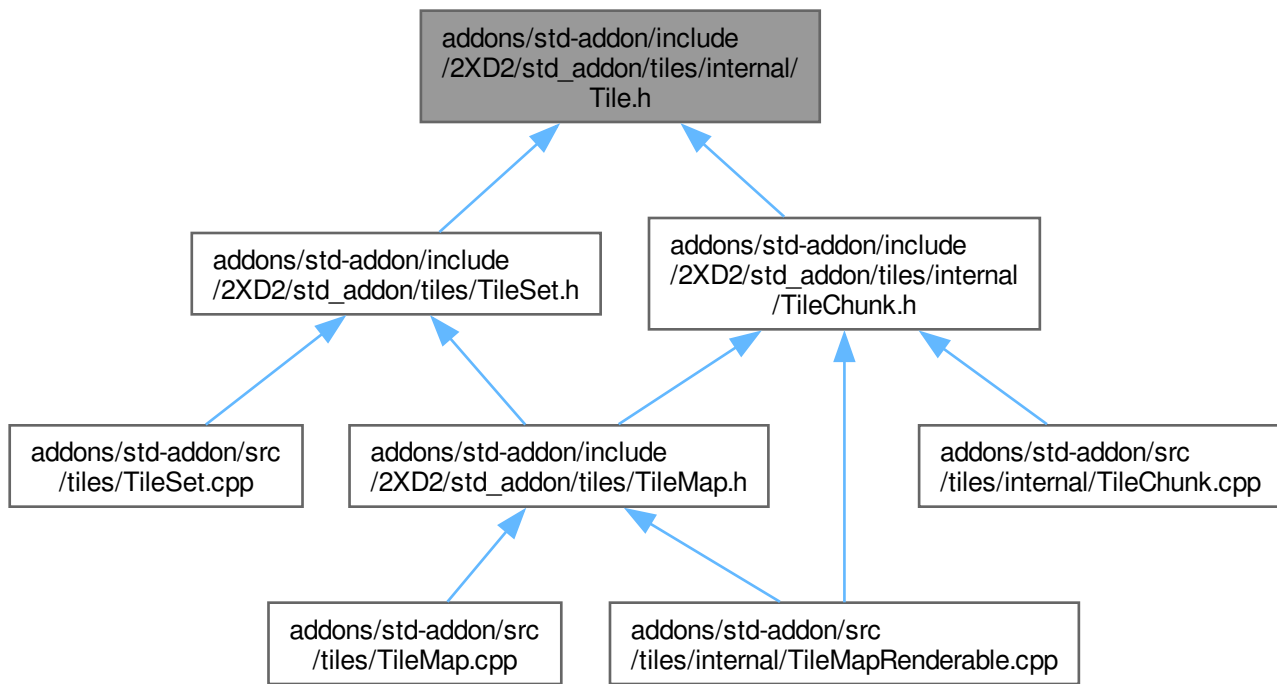 addons/std-addon/include
/2XD2/std_addon/tiles/internal/
Tile.h
addons/std-addon/include
/2XD2/std_addon/tiles/TileSet.h
addons/std-addon/include
/2XD2/std_addon/tiles/internal
/TileChunk.h
addons/std-addon/src
/tiles/TileSet.cpp
addons/std-addon/include
/2XD2/std_addon/tiles/TileMap.h
addons/std-addon/src
/tiles/internal/TileChunk.cpp
addons/std-addon/src
/tiles/TileMap.cpp
addons/std-addon/src
/tiles/internal/TileMapRenderable.cpp